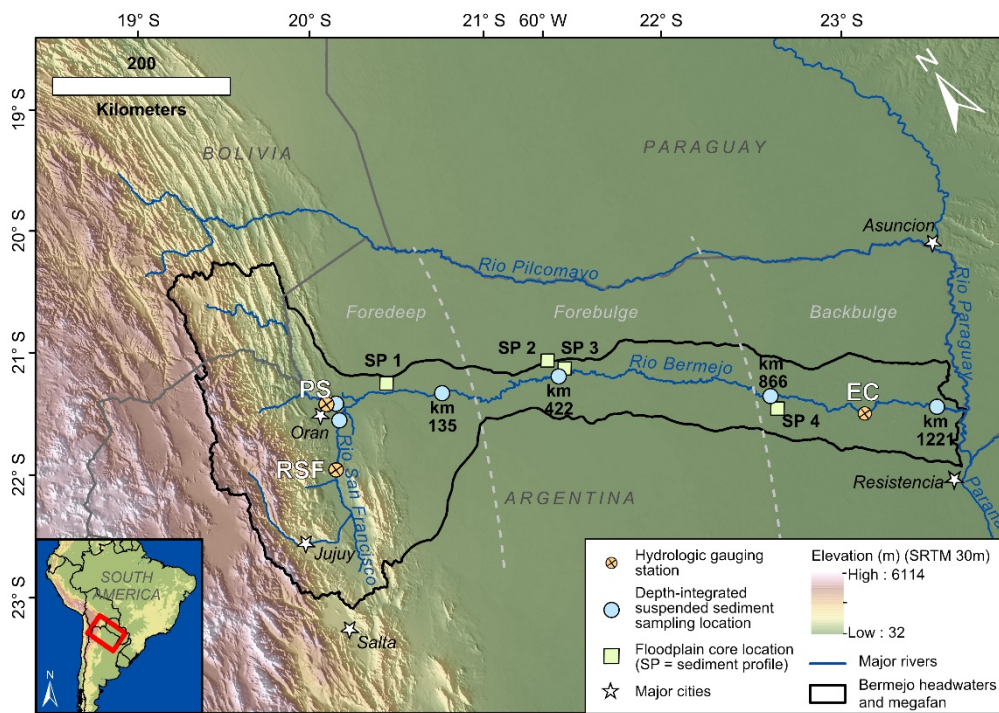 19° S
20° S
21° S
60° W
22° S
23° S
200
Kilometers
N
19° S
BOLIVIA
PARAGUAY
20° S
Asuncion
Rio Pilcomayo
Rio Paraguay
Foredeep
Forebulge
Backbulge
21° S
SP 1
SP 2
SP 3
Rio Bermejo
km
866
PS
EC
km
135
km
422
SP 4
km
1221
Oran
RSF
Rio San Francisco
22° S
ARGENTINA
Resistencia
Parana
Jujuy
23° S
Salta
SOUTH
AMERICA
N
Hydrologic gauging
station
Depth-integrated
suspended sediment
sampling location
Floodplain core location
(SP = sediment profile)
Major cities
Elevation (m) (SRTM 30m)
High : 6114
Low : 32
Major rivers
Bermejo headwaters
and megafan